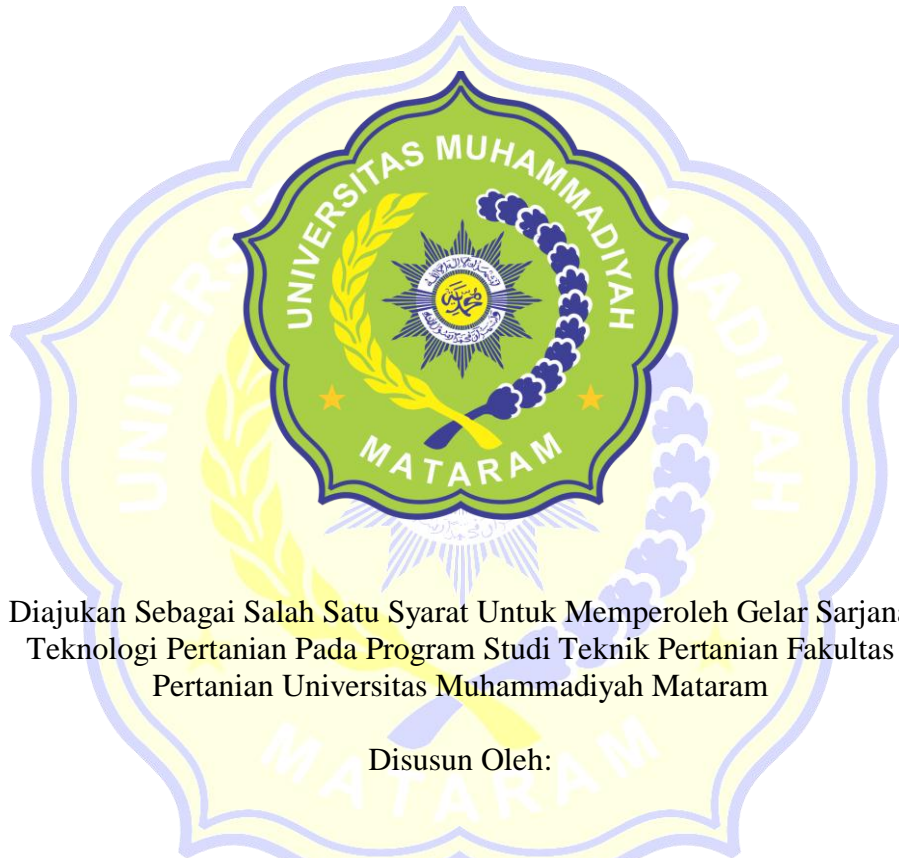 UNIVERSITAS MUHAMMADIYAH
MATARAM
Diajukan Sebagai Salah Satu Syarat Untuk Memperoleh Gelar Sarjana
Teknologi Pertanian Pada Program Studi Teknik Pertanian Fakultas
Pertanian Universitas Muhammadiyah Mataram
Disusun Oleh: